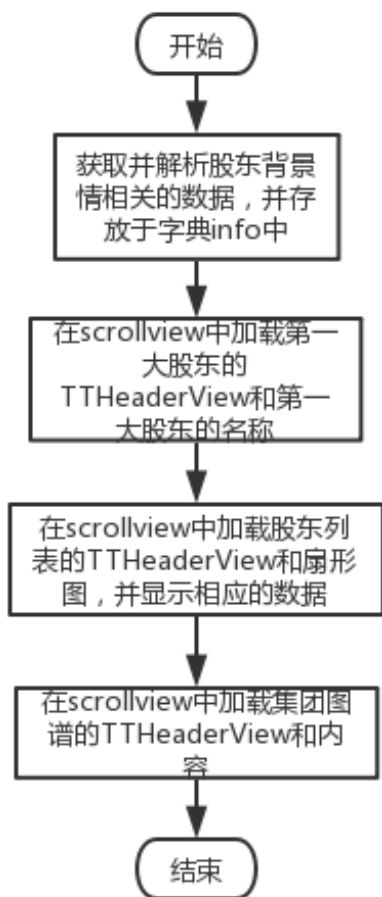 开始
获取并解析股东背景
情相关的数据，并存
放于字典info中
在scrollview中加载第一
大股东的
TTHeaderView和第一
大股东的名称
在scrollview中加载股东列
表的TTHeaderView和扇形
图，并显示相应的数据
在scrollview中加载集团图
谱的TTHeaderView和内
容
结束